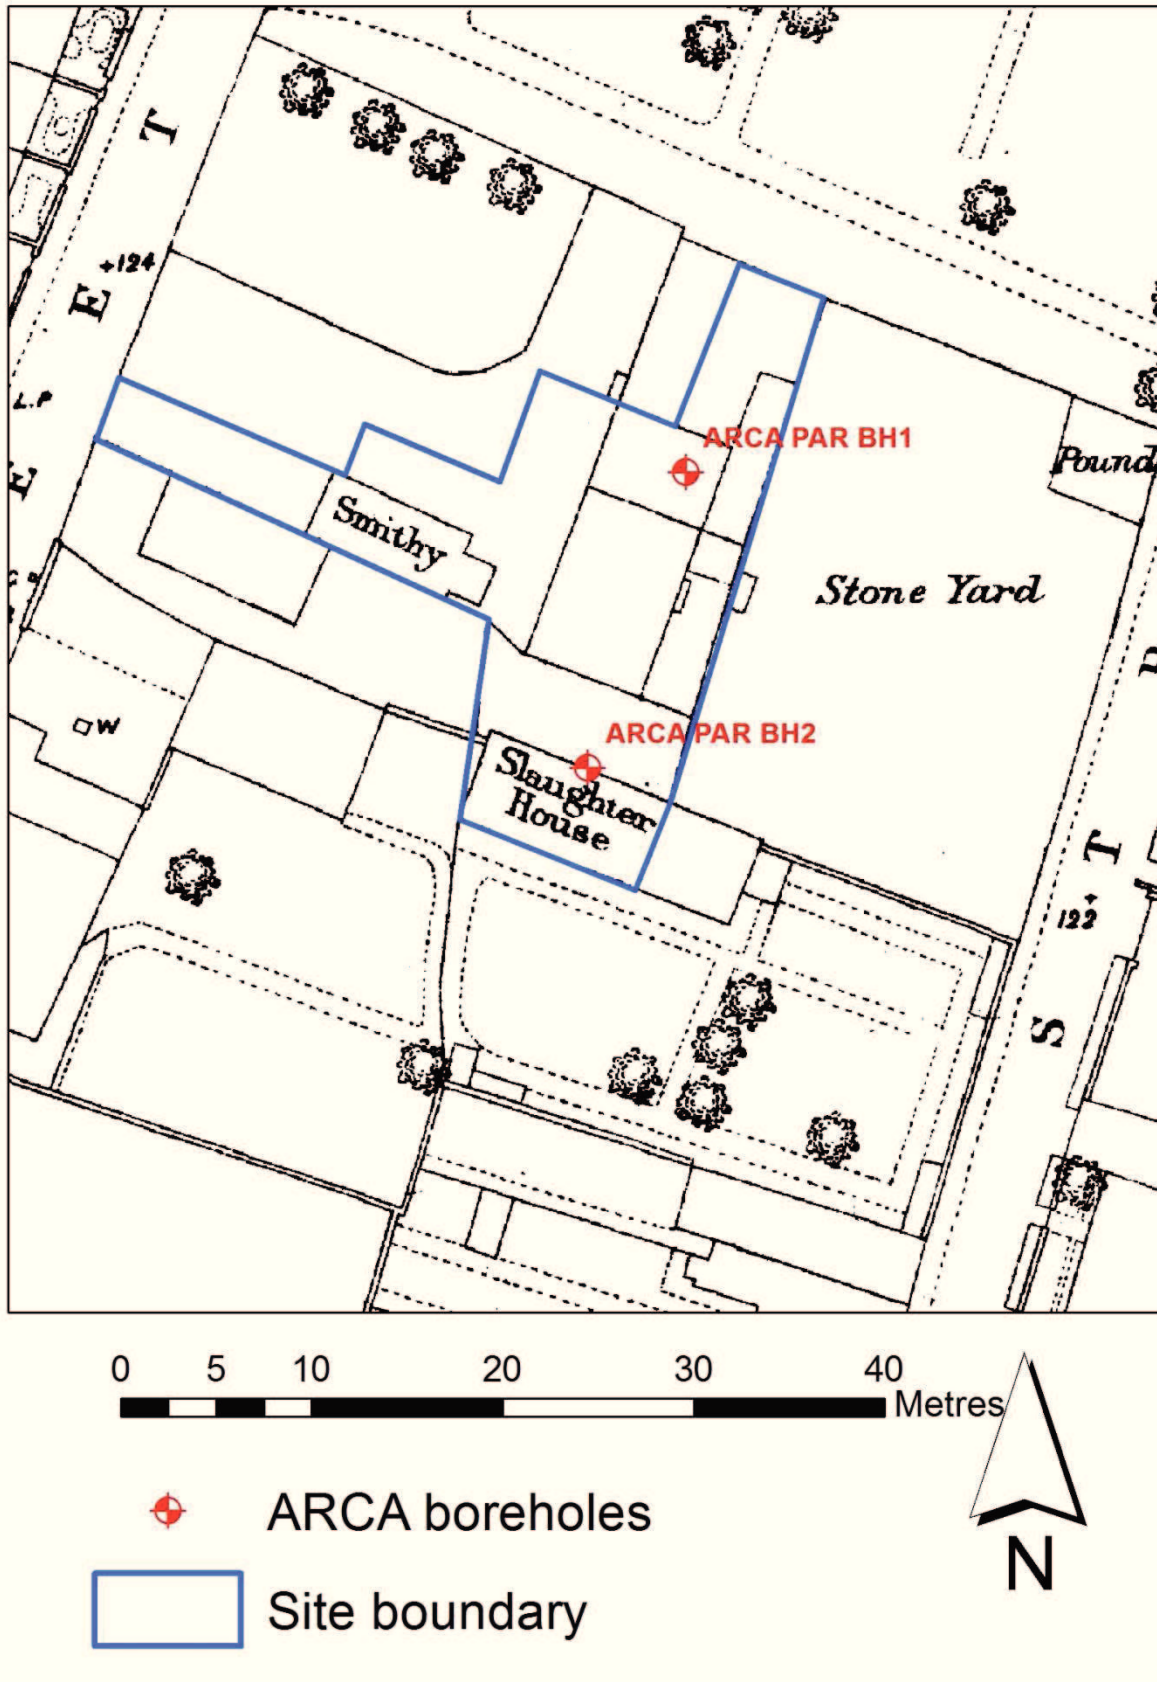 T
E
+124
L.P
E
ARCA PAR BH1
Pound
Smithy
Stone Yard
W
ARCA PAR BH2
Slaughter
House
T
122
S
0 5 10 20 30 40
Metres
ARCA boreholes
N
Site boundary